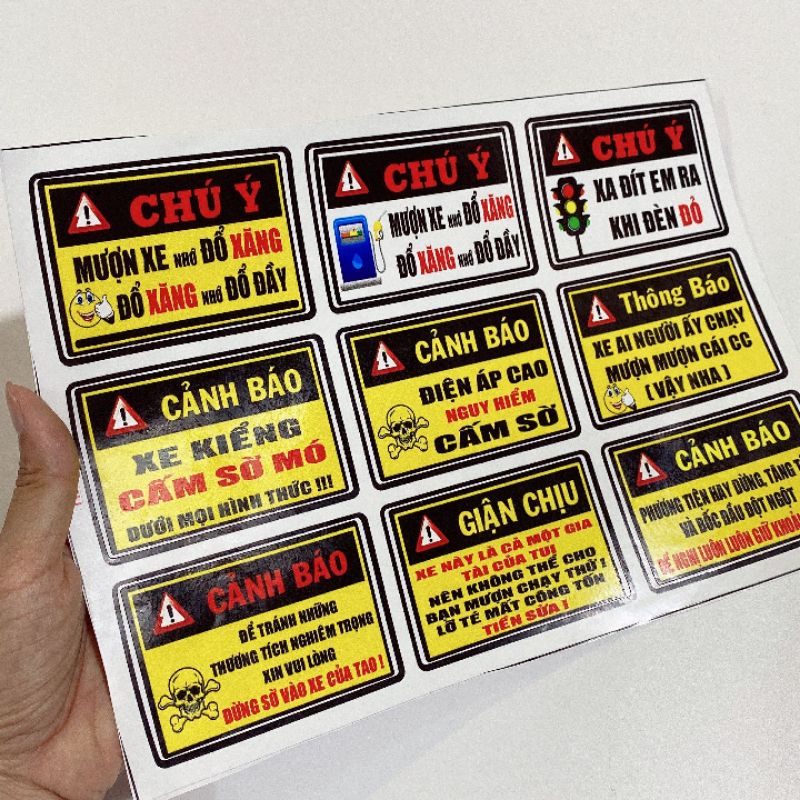 CHÚ Ý
MƯỢN XE NHỚ ĐỔ XĂNG
ĐỔ XĂNG NHỚ ĐỔ ĐẦY
CHÚ Ý
MƯỢN XE NHỚ ĐỔ XĂNG
ĐỔ XĂNG NHỚ ĐỔ ĐẦY
CHÚ Ý
XA ĐÍT EM RA
KHI ĐÈN ĐỎ
CẢNH BÁO
XE KIỂNG
CẤM SỜ MÓ
DƯỚI MỌI HÌNH THỨC !!!
CẢNH BÁO
ĐIỆN ÁP CAO
NGUY HIỂM
CẤM SỜ
Thông Báo
XE AI NGƯỜI ẤY CHẠY
MƯỢN MƯỢN CÁI CC
( VẬY NHA )
CẢNH BÁO
ĐỂ TRÁNH NHỮNG
THƯƠNG TÍCH NGHIÊM TRỌNG
XIN VUI LÒNG
ĐỪNG SỜ VÀO XE CỦA TAO !
GIẬN CHỊU
XE NÀY LÀ CẢ MỘT GIA
TÀI CỦA TUI
NÊN KHÔNG THỂ CHO
BẠN MƯỢN CHẠY THỬ !
LỠ TÉ MẤT CÔNG TỐN
TIỀN SỬA !
CẢNH BÁO
PHƯƠNG TIỆN HAY DỪNG, TĂNG T
VÀ BỐC ĐẦU ĐỘT NGỘT
ĐỀ NGHỊ LUÔN LUÔN GIỮ KHOẢN